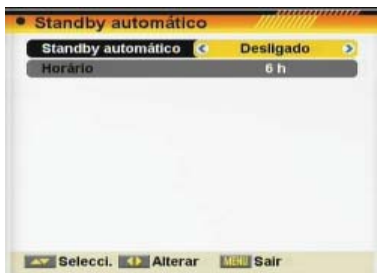 Standby automático
Standby automático Desligado
Horário 6 h
Selecci. Alterar MENU Sair